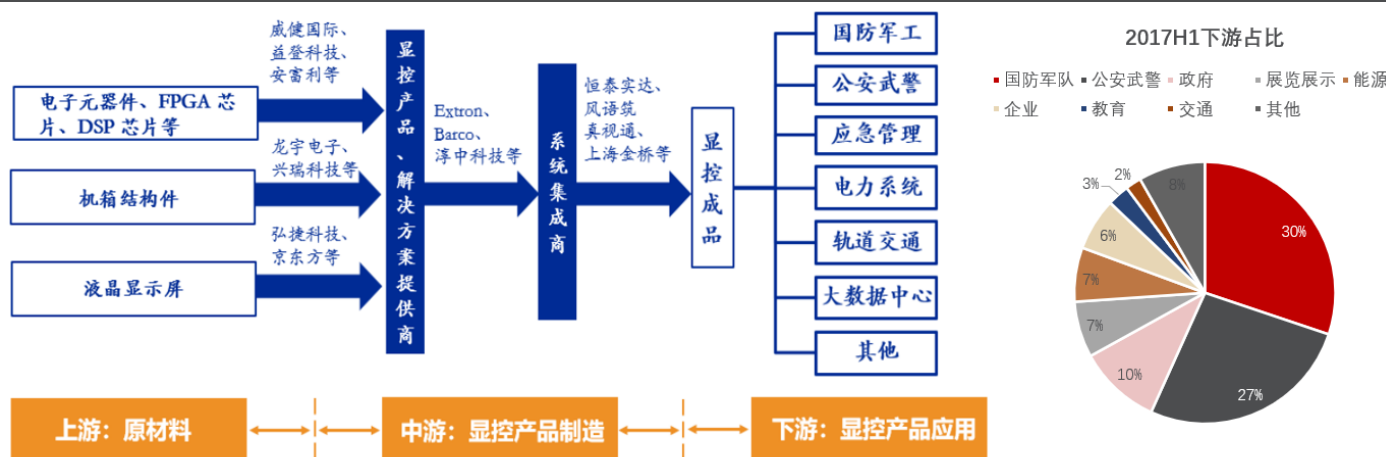 威健国际、
益登科技、
安富利等
电子元器件、FPGA 芯
片、DSP 芯片等
龙宇电子、
兴瑞科技等
机箱结构件
弘捷科技、
京东方等
液晶显示屏
显控产品、解决方案提供商
Extron、
Barco、
淳中科技等
系统集成商
恒泰实达、
风语筑
真视通、
上海金桥等
显控成品
国防军工
公安武警
应急管理
电力系统
轨道交通
大数据中心
其他
上游：原材料
中游：显控产品制造
下游：显控产品应用
2017H1下游占比
国防军队 公安武警 政府 展览展示 能源
企业 教育 交通 其他
30%
27%
10%
7%
7%
6%
3%
2%
8%